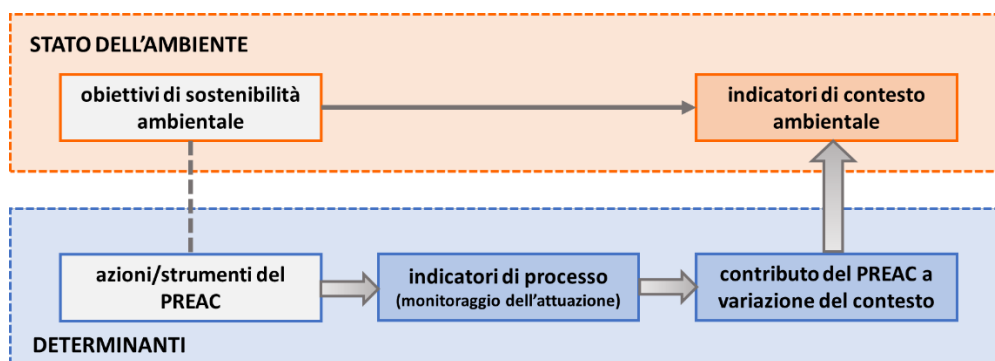 STATO DELL’AMBIENTE
obiettivi di sostenibilità
ambientale
indicatori di contesto
ambientale
azioni/strumenti del
PREAC
indicatori di processo
(monitoraggio dell’attuazione)
contributo del PREAC a
variazione del contesto
DETERMINANTI